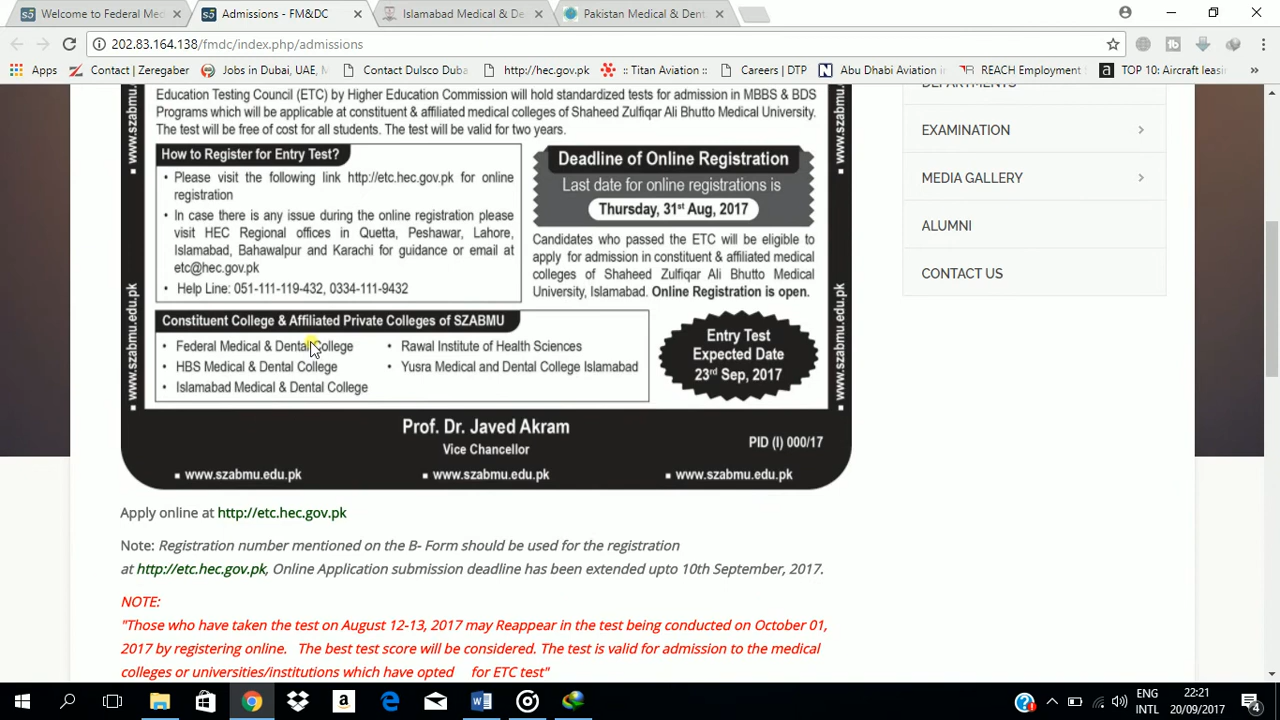 Welcome to Federal Med
Admissions - FM&DC
Islamabad Medical & De
Pakistan Medical & Dent
202.83.164.138/fmdc/index.php/admissions
Apps
Contact | Zeregaber
Jobs in Dubai, UAE, M
Contact Dulsco Duba
http://hec.gov.pk
:: Titan Aviation ::
Careers | DTP
Abu Dhabi Aviation in
REACH Employment
TOP 10: Aircraft leasin
Education Testing Council (ETC) by Higher Education Commission will hold standardized tests for admission in MBBS & BDS
Programs which will be applicable at constituent & affiliated medical colleges of Shaheed Zulfiqar Ali Bhutto Medical University.
The test will be free of cost for all students. The test will be valid for two years.
How to Register for Entry Test?
• Please visit the following link http://etc.hec.gov.pk for online
registration
• In case there is any issue during the online registration please
visit HEC Regional offices in Quetta, Peshawar, Lahore,
Islamabad, Bahawalpur and Karachi for guidance or email at
etc@hec.gov.pk
• Help Line: 051-111-119-432, 0334-111-9432
Deadline of Online Registration
Last date for online registrations is
Thursday, 31st Aug, 2017
Candidates who passed the ETC will be eligible to
apply for admission in constituent & affiliated medical
colleges of Shaheed Zulfiqar Ali Bhutto Medical
University, Islamabad. Online Registration is open.
Constituent College & Affiliated Private Colleges of SZABMU
• Federal Medical & Dental College
• HBS Medical & Dental College
• Islamabad Medical & Dental College
• Rawal Institute of Health Sciences
• Yusra Medical and Dental College Islamabad
Entry Test
Expected Date
23rd Sep, 2017
Prof. Dr. Javed Akram
Vice Chancellor
PID (I) 000/17
www.szabmu.edu.pk
www.szabmu.edu.pk
www.szabmu.edu.pk
www.szabmu.
www.szabmu.edu.pk
www.szabmu.
www.szabmu.edu.pk
DEPARTMENTS
EXAMINATION
MEDIA GALLERY
ALUMNI
CONTACT US
Apply online at http://etc.hec.gov.pk
Note: Registration number mentioned on the B- Form should be used for the registration
at http://etc.hec.gov.pk, Online Application submission deadline has been extended upto 10th September, 2017.
NOTE:
"Those who have taken the test on August 12-13, 2017 may Reappear in the test being conducted on October 01,
2017 by registering online. The best test score will be considered. The test is valid for admission to the medical
colleges or universities/institutions which have opted for ETC test"
ENG
INTL
22:21
20/09/2017
4